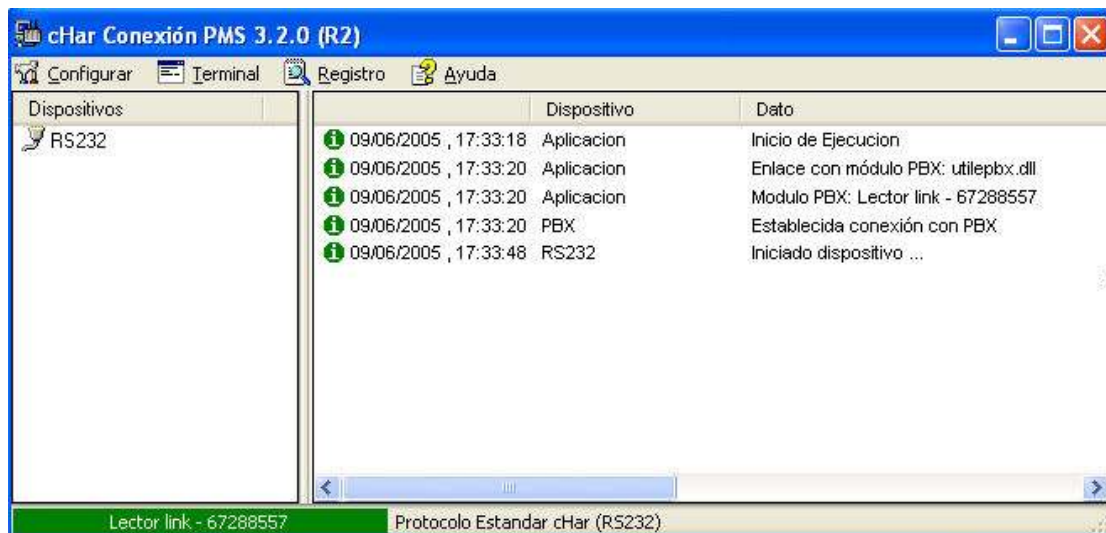 cHar Conexión PMS 3.2.0 (R2)
Configurar Terminal Registro Ayuda
Dispositivos
RS232
Dispositivo Dato
09/06/2005 , 17:33:18 Aplicacion Inicio de Ejecucion
09/06/2005 , 17:33:20 Aplicacion Enlace con módulo PBX: utilepbx.dll
09/06/2005 , 17:33:20 Aplicacion Modulo PBX: Lector link - 67288557
09/06/2005 , 17:33:20 PBX Establecida conexión con PBX
09/06/2005 , 17:33:48 RS232 Iniciado dispositivo ...
Lector link - 67288557 Protocolo Estandar cHar (RS232)